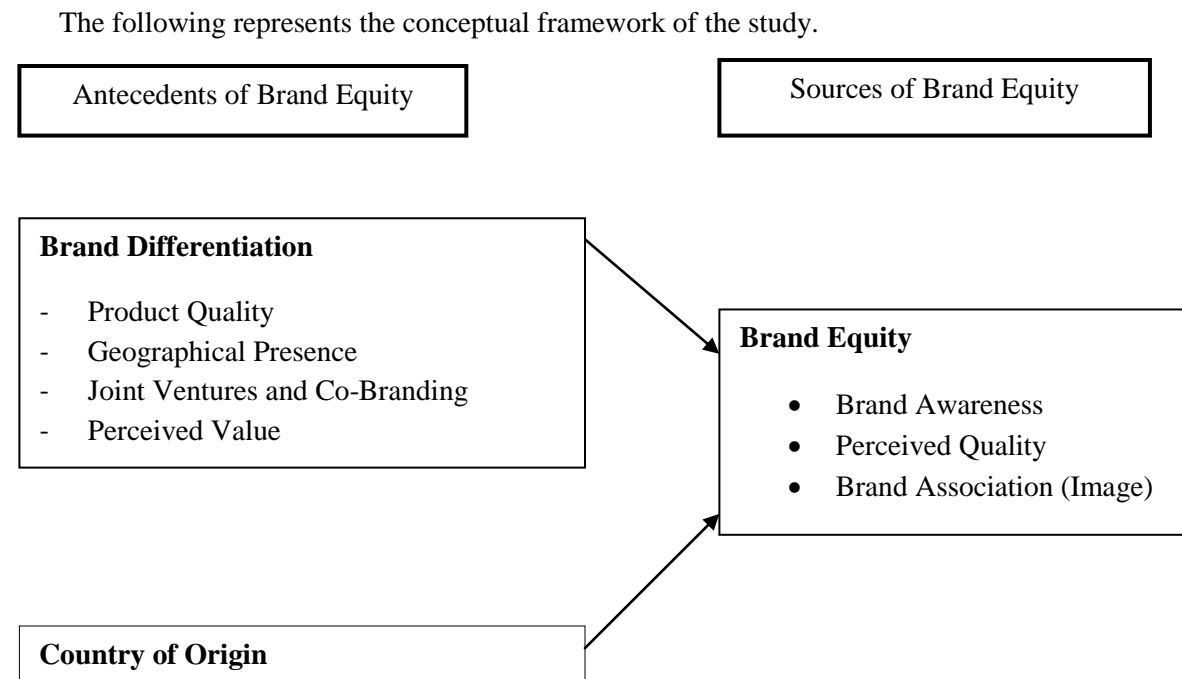 The following represents the conceptual framework of the study.
Antecedents of Brand Equity
Sources of Brand Equity
Brand Differentiation
- Product Quality
- Geographical Presence
- Joint Ventures and Co-Branding
- Perceived Value
Brand Equity
• Brand Awareness
• Perceived Quality
• Brand Association (Image)
Country of Origin